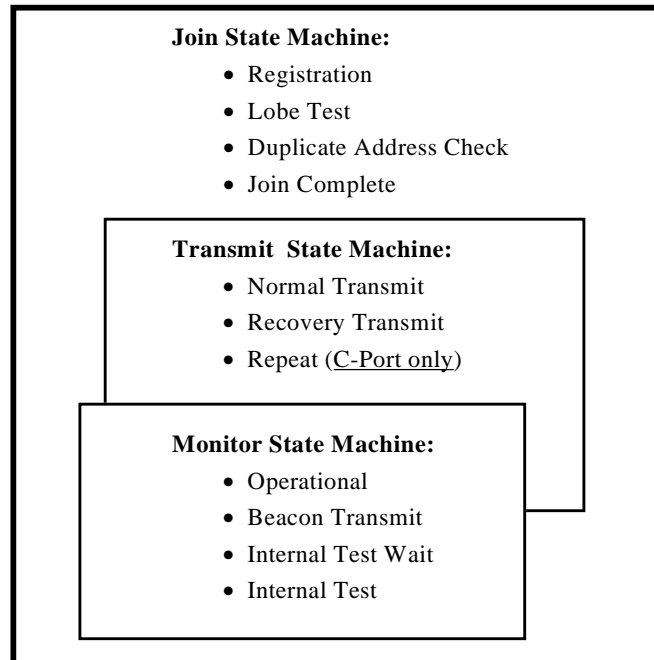 Join State Machine:
• Registration
• Lobe Test
• Duplicate Address Check
• Join Complete
Transmit State Machine:
• Normal Transmit
• Recovery Transmit
• Repeat (C-Port only)
Monitor State Machine:
• Operational
• Beacon Transmit
• Internal Test Wait
• Internal Test